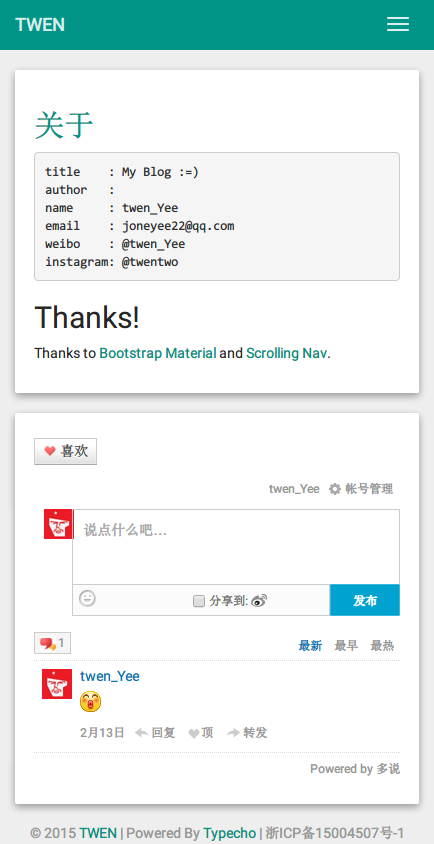 TWEN
关于
title    : My Blog :=)
author   :
name     : twen_Yee
email    : joneyee22@qq.com
weibo    : @twen_Yee
instagram: @twentwo
Thanks!
Thanks to Bootstrap Material and Scrolling Nav.
喜欢
twen_Yee 帐号管理
说点什么吧...
分享到: 发布
1 最新 最早 最热
twen_Yee
2月13日 回复 顶 转发
Powered by 多说
© 2015 TWEN | Powered By Typecho | 浙ICP备15004507号-1